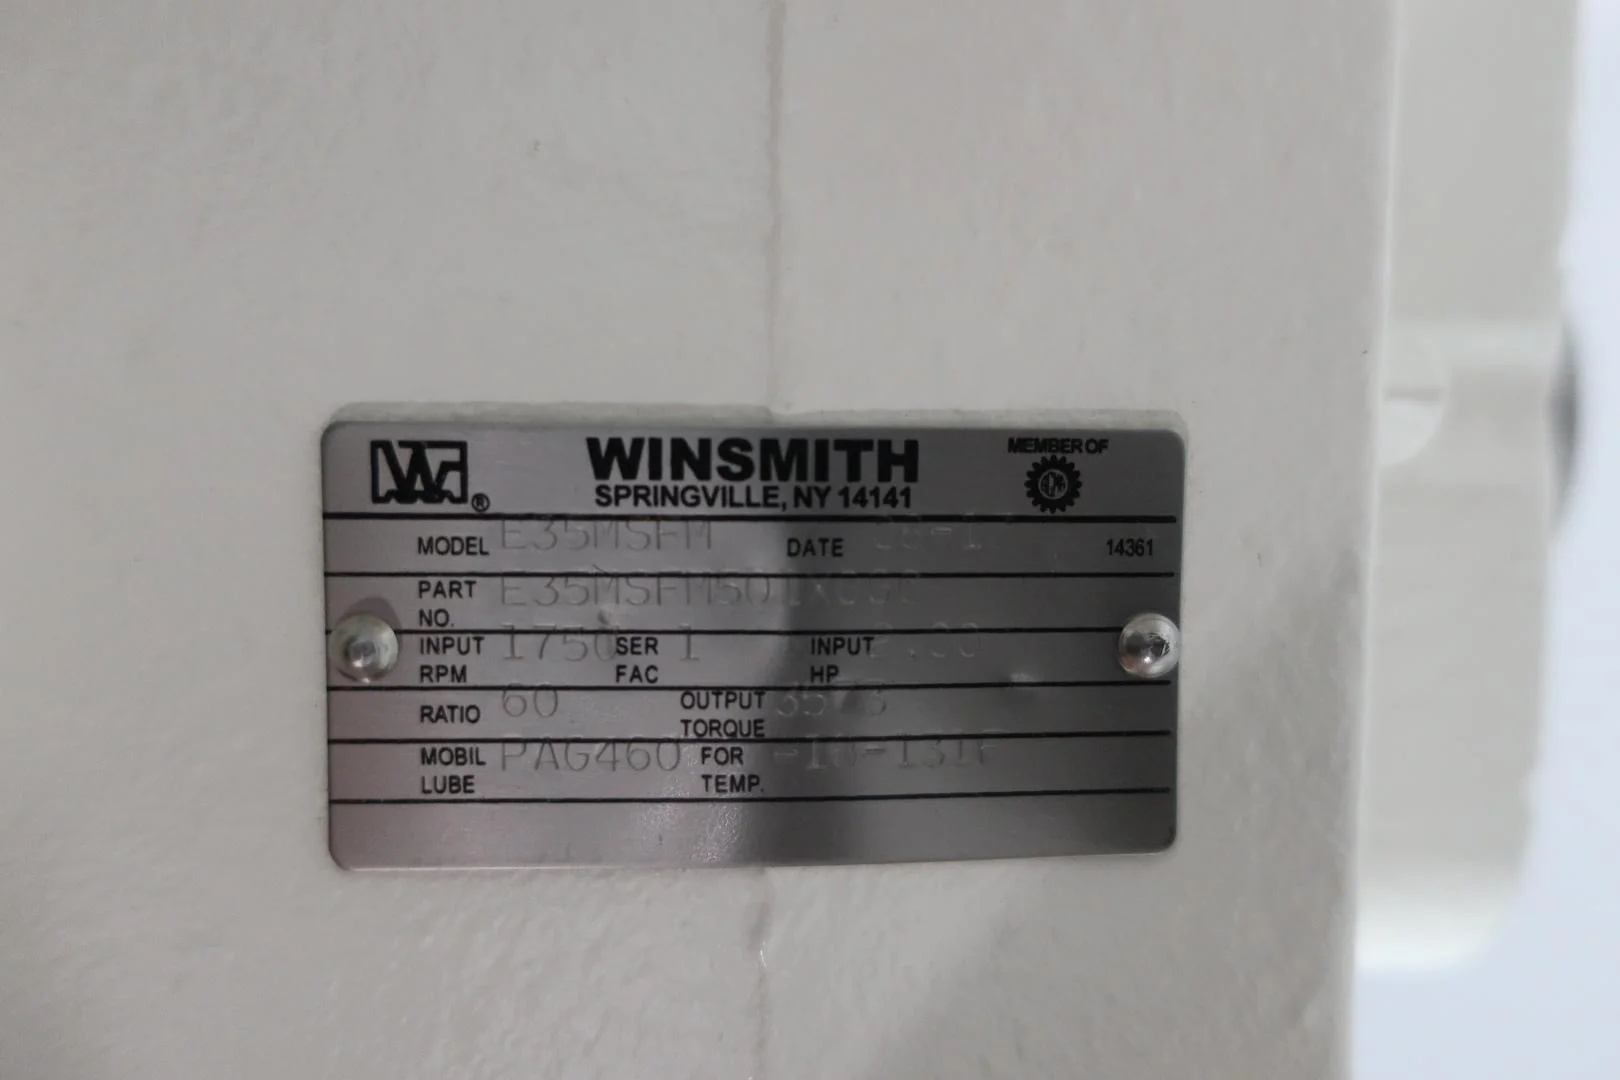 WINSMITH
®
SPRINGVILLE, NY 14141
MEMBER OF
MODEL E35MSFM DATE 14361
PART NO. E35MSFM50
INPUT RPM 1750 SER FAC 1 INPUT HP
RATIO 60 OUTPUT TORQUE
MOBIL LUBE PAG460 FOR TEMP.